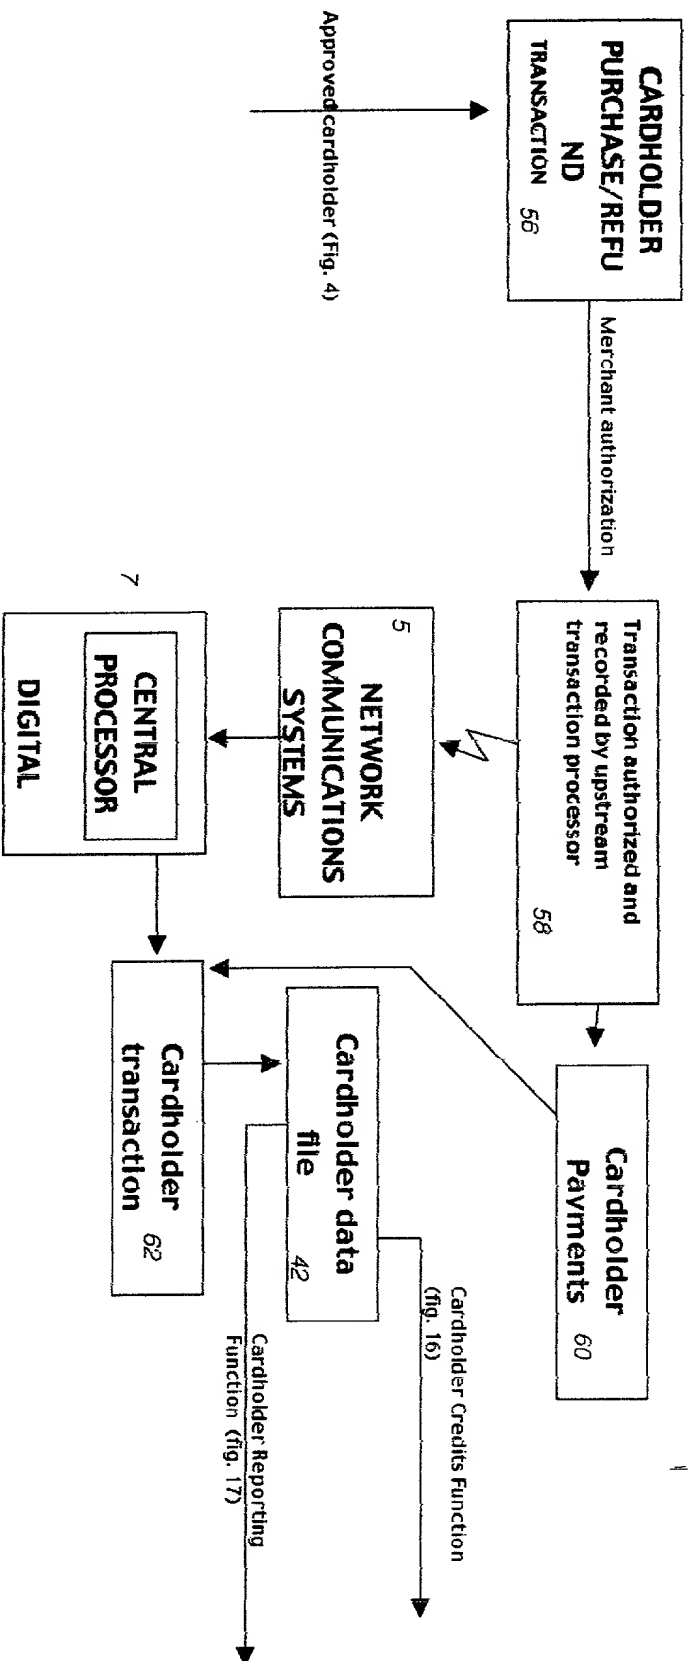 CARDHOLDER
PURCHASE/REFU
ND
TRANSACTION 56
Approved cardholder (Fig. 4)
Merchant authorization
Transaction authorized and
recorded by upstream
transaction processor
58
Cardholder
Payments 60
5
NETWORK
COMMUNICATIONS
SYSTEMS
7
CENTRAL
PROCESSOR
DIGITAL
Cardholder data
file 42
Cardholder
transaction 62
Cardholder Credits Function
(fig. 16)
Cardholder Reporting
Function (fig. 17)